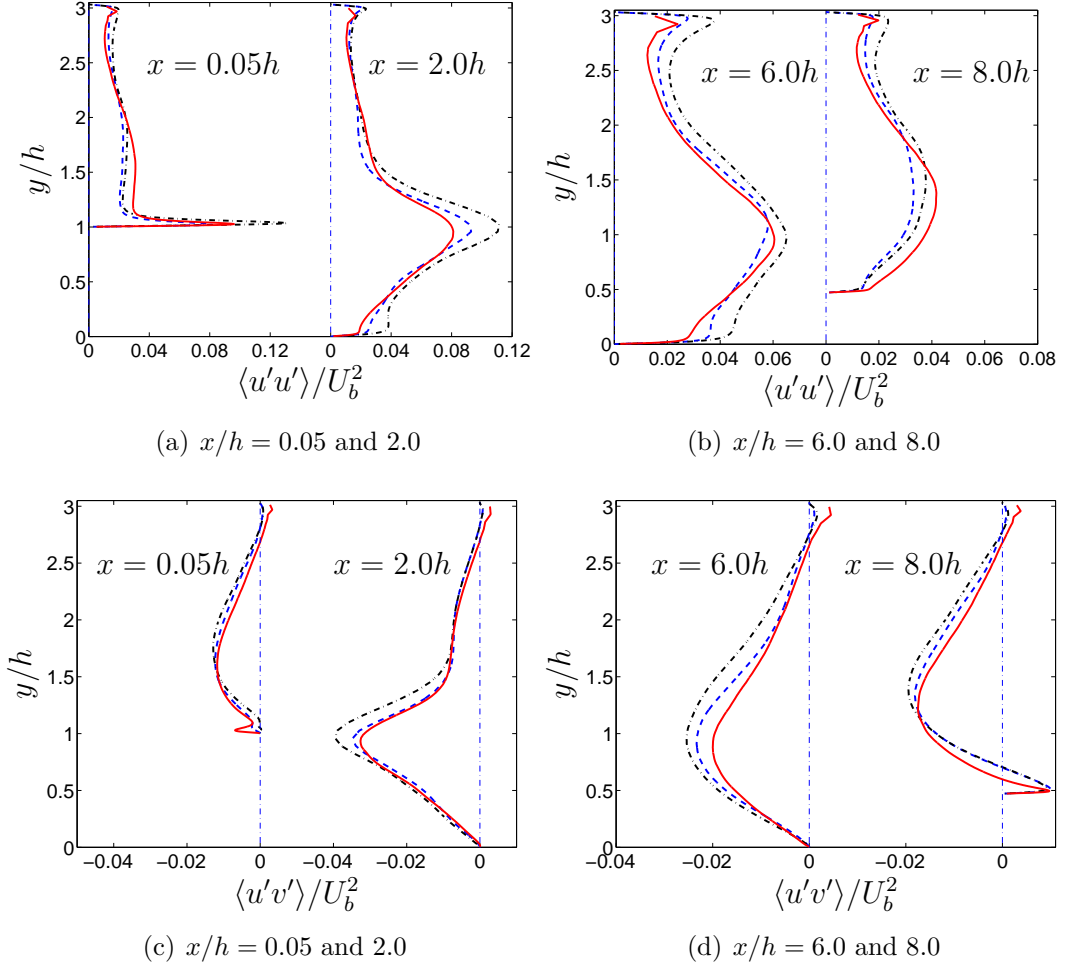 3
2.5
2
1.5
1
0.5
0
y/h
x = 0.05h
x = 2.0h
0 0.04 0.08 0.12 0 0.04 0.08 0.12
⟨u′u′⟩/U_b^2
(a) x/h = 0.05 and 2.0
3
2.5
2
1.5
1
0.5
0
y/h
x = 6.0h
x = 8.0h
0 0.02 0.04 0.06 0 0.02 0.04 0.06 0.08
⟨u′u′⟩/U_b^2
(b) x/h = 6.0 and 8.0
3
2.5
2
1.5
1
0.5
0
y/h
x = 0.05h
x = 2.0h
−0.04 −0.02 0 −0.04 −0.02 0
⟨u′v′⟩/U_b^2
(c) x/h = 0.05 and 2.0
3
2.5
2
1.5
1
0.5
0
y/h
x = 6.0h
x = 8.0h
−0.04 −0.02 0 −0.02 0
⟨u′v′⟩/U_b^2
(d) x/h = 6.0 and 8.0